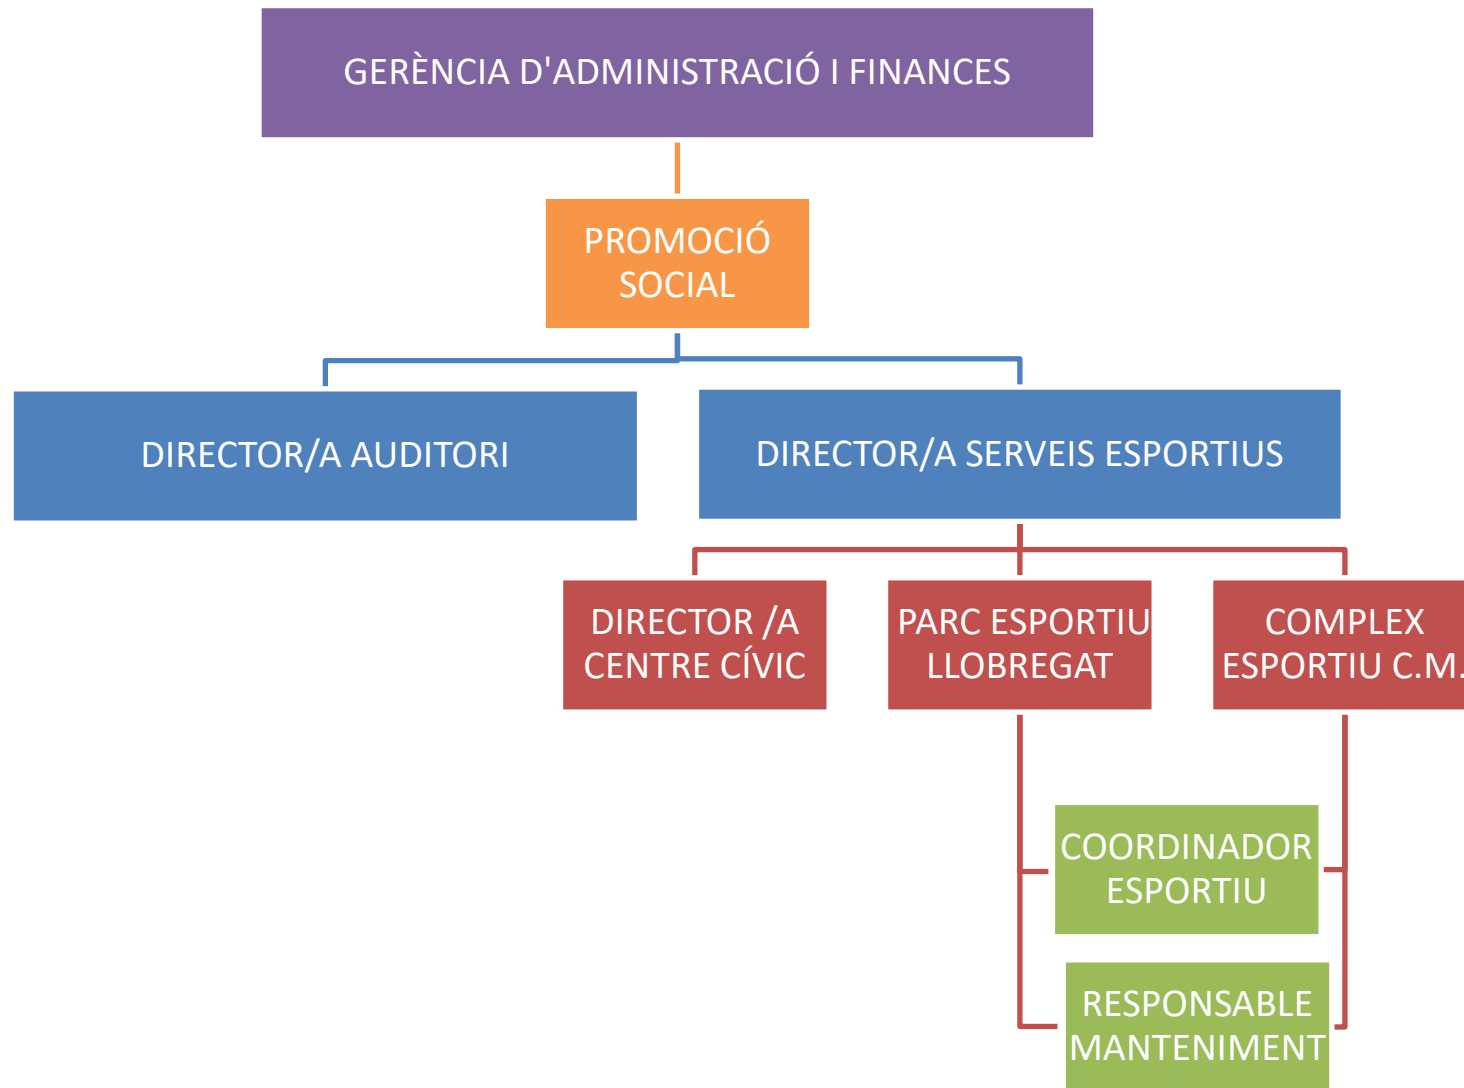 GERÈNCIA D'ADMINISTRACIÓ I FINANCES
PROMOCIÓ
SOCIAL
DIRECTOR/A AUDITORI
DIRECTOR/A SERVEIS ESPORTIUS
DIRECTOR /A
CENTRE CÍVIC
PARC ESPORTIU
LLOBREGAT
COMPLEX
ESPORTIU C.M.
COORDINADOR
ESPORTIU
RESPONSABLE
MANTENIMENT